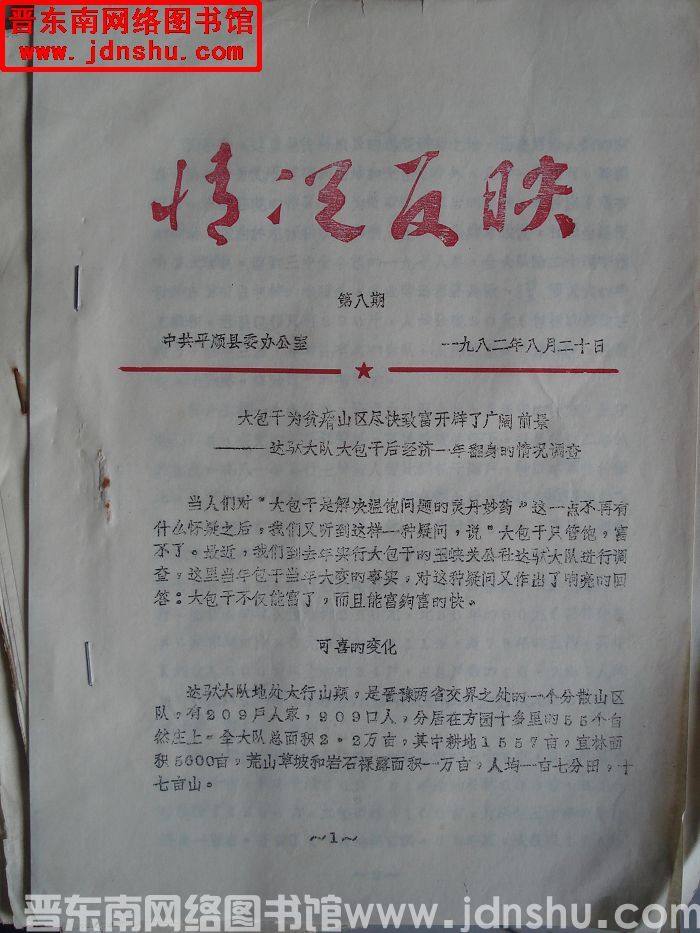 晋东南网络图书馆
www.jdnshu.com
情况反映
第八期
中共平顺县委办公室
一九八二年八月二十日
大包干为贫瘠山区尽快致富开辟了广阔前景
——达驮大队大包干后经济一年翻身的情况调查
当人们对“大包干是解决温饱问题的灵丹妙药”这一点不再有
什么怀疑之后，我们又听到这样一种疑问，说“大包干只管饱，富
不了。最近，我们到去年实行大包干的玉峡关公社达驮大队进行调
查，这里当年包干当年大变的事实，对这种疑问又作出了响亮的回
答：大包干不仅能富了，而且能富夠富的快。
可喜的变化
达驮大队地处太行山巅，是晋豫两省交界之处的一个分散山区
队，有209户人家，909口人，分居在方园十多里的55个自
然庄上。全大队总面积2.2万亩，其中耕地1557亩，宜林面
积5600亩，荒山草坡和岩石裸露面积一万亩，人均一亩七分田，十
七亩山。
～1～
晋东南网络图书馆 www.jdnshu.com